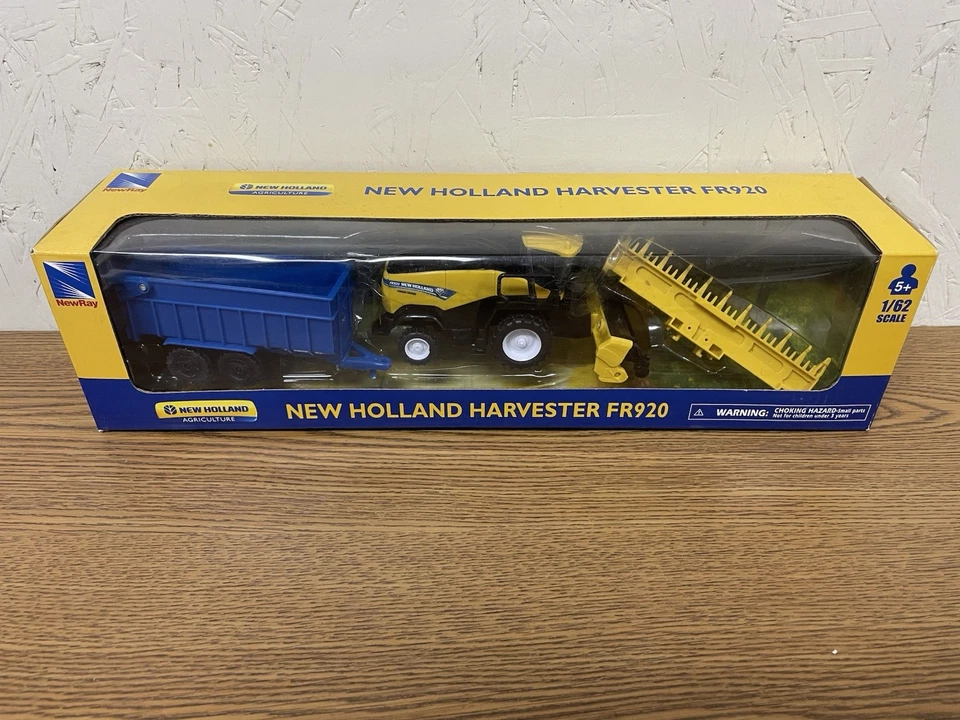 NewRay
NEW HOLLAND
AGRICULTURE
NEW HOLLAND HARVESTER FR920
NewRay
NEW HOLLAND
5+
1/62
SCALE
NEW HOLLAND
AGRICULTURE
NEW HOLLAND HARVESTER FR920
WARNING:
CHOKING HAZARD-Small parts
Not for children under 3 years